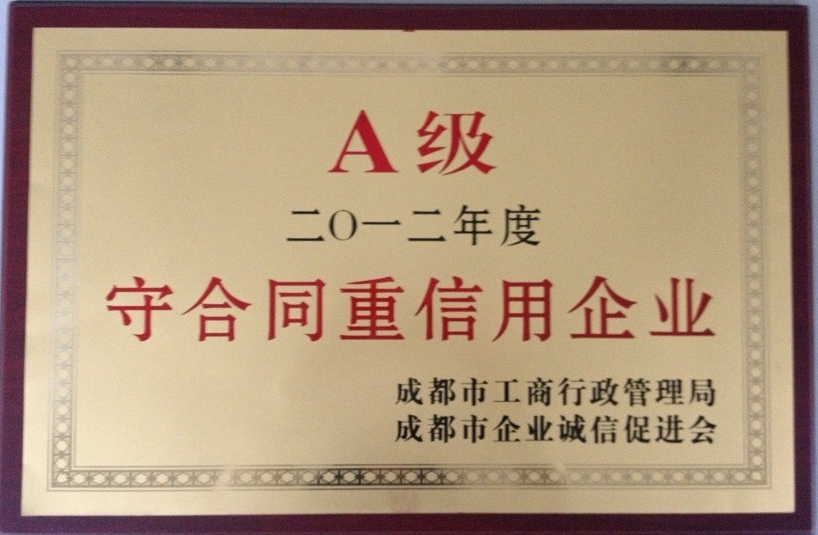 A级
二〇一二年度
守合同重信用企业
成都市工商行政管理局
成都市企业诚信促进会